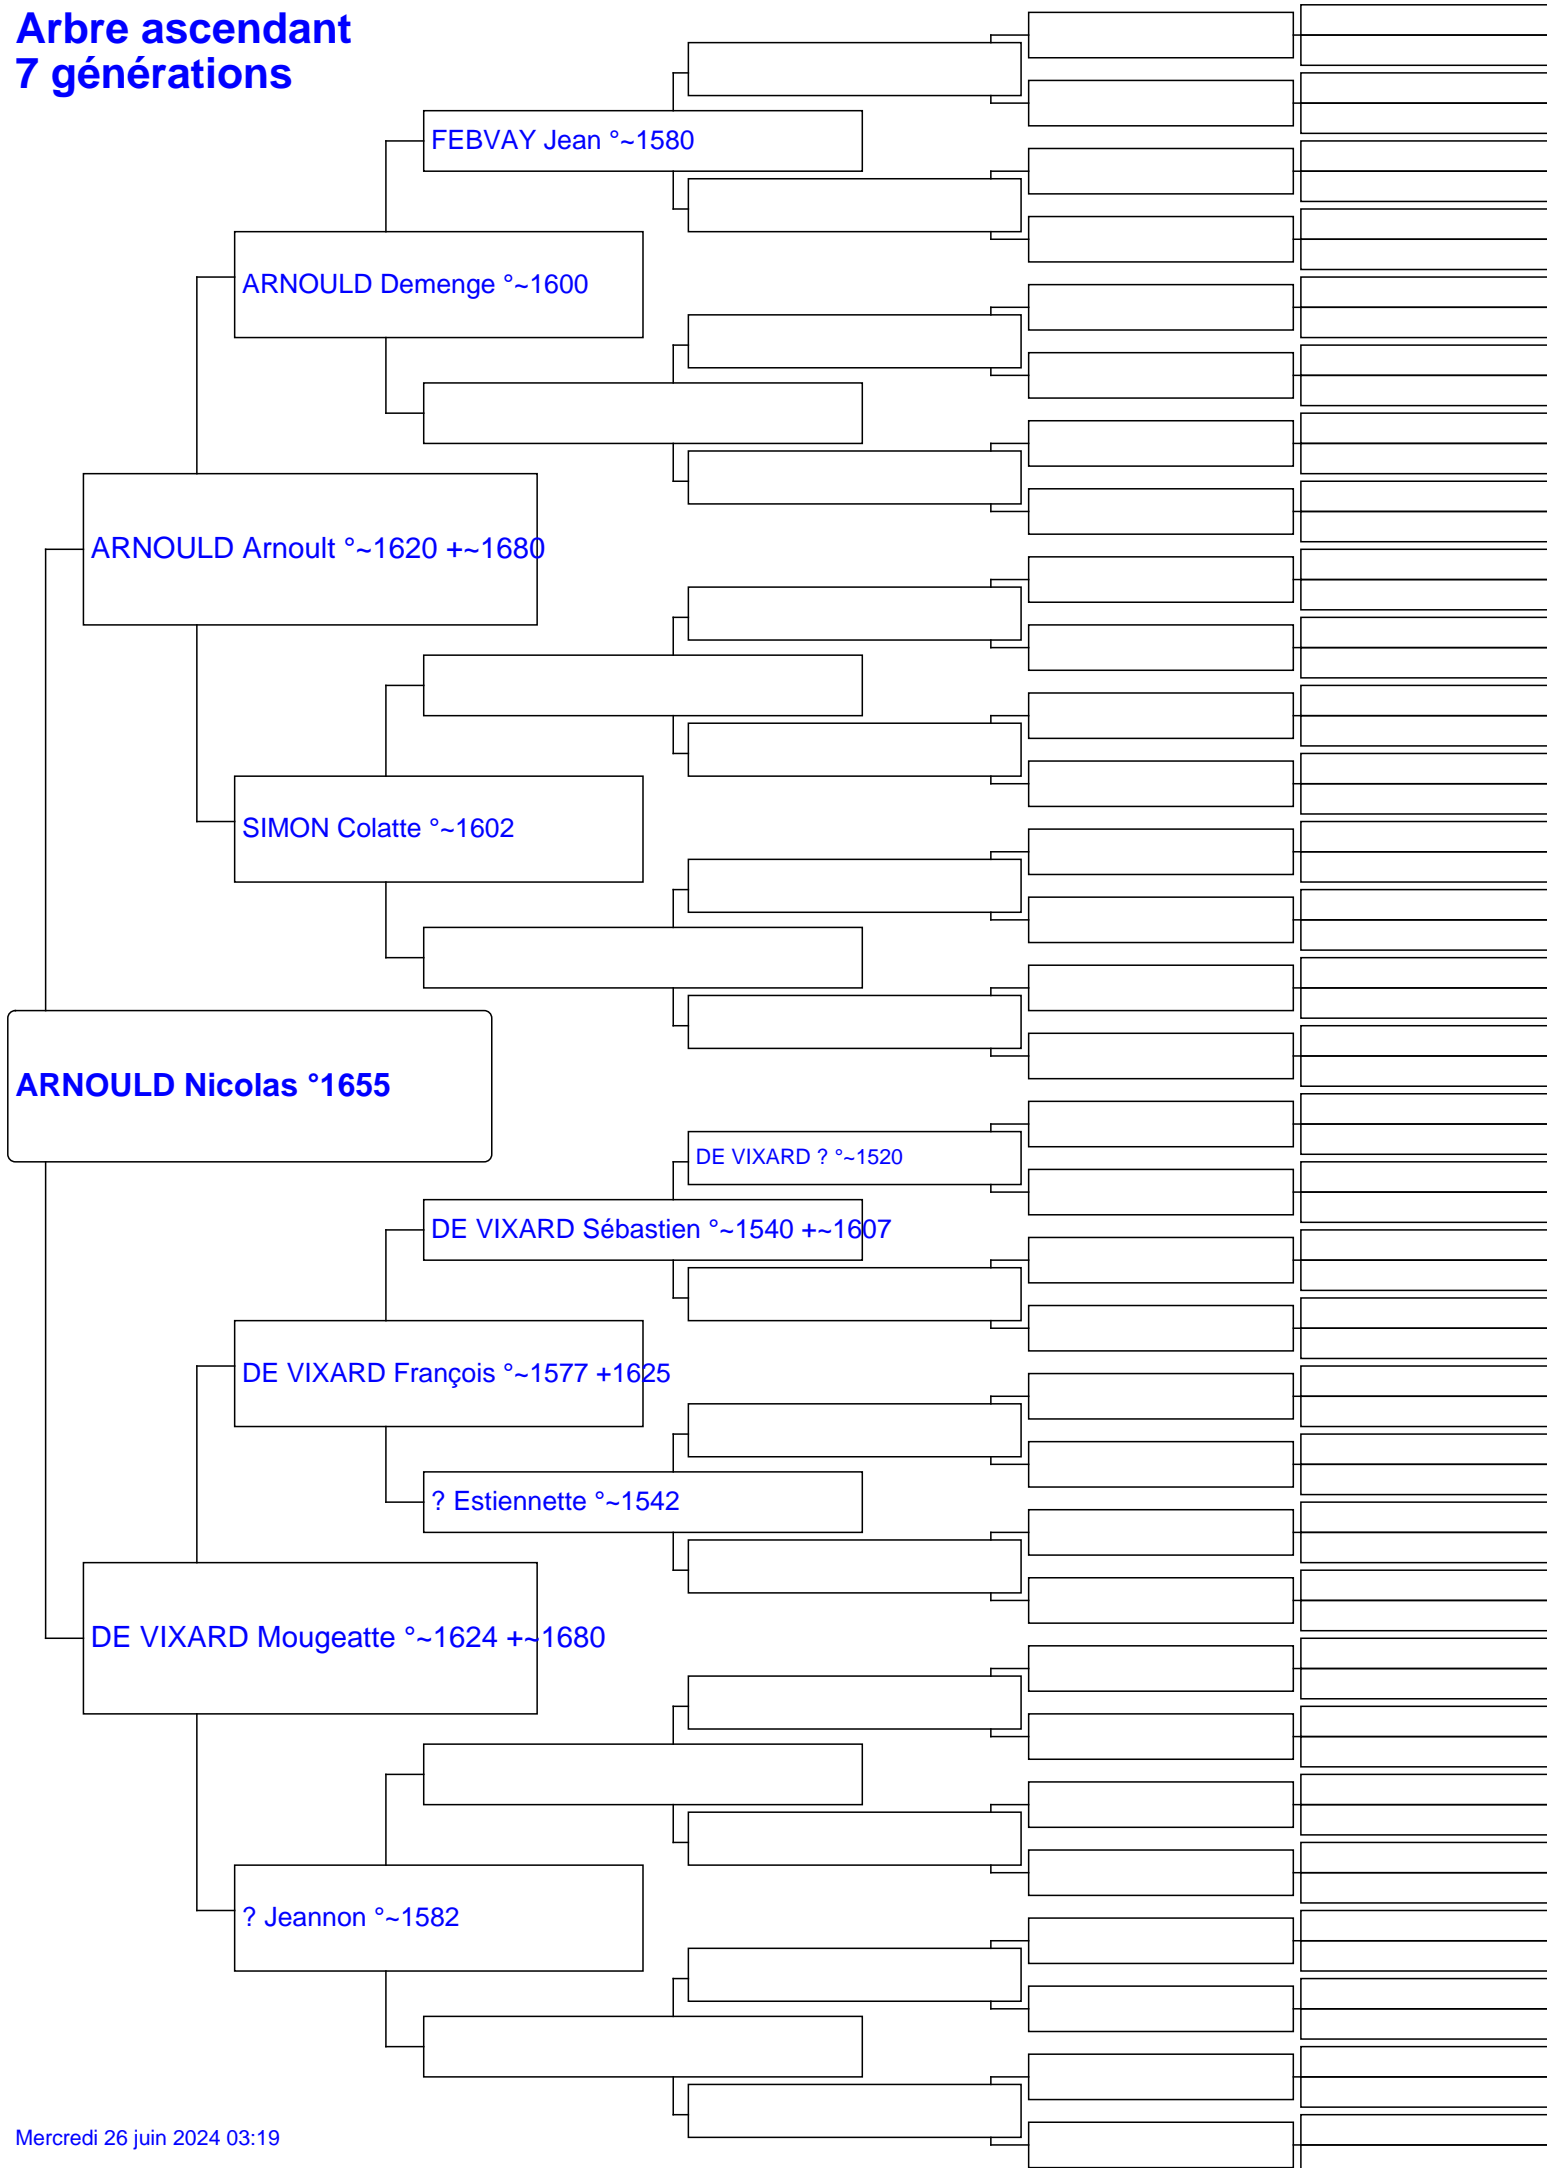 Arbre ascendant
7 générations
FEBVAY Jean °~1580
ARNOULD Demenge °~1600
ARNOULD Arnoult °~1620 +~1680
SIMON Colatte °~1602
ARNOULD Nicolas °1655
DE VIXARD ? °~1520
DE VIXARD Sébastien °~1540 +~1607
DE VIXARD François °~1577 +1625
? Estiennette °~1542
DE VIXARD Mougeatte °~1624 +~1680
? Jeannon °~1582
Mercredi 26 juin 2024 03:19